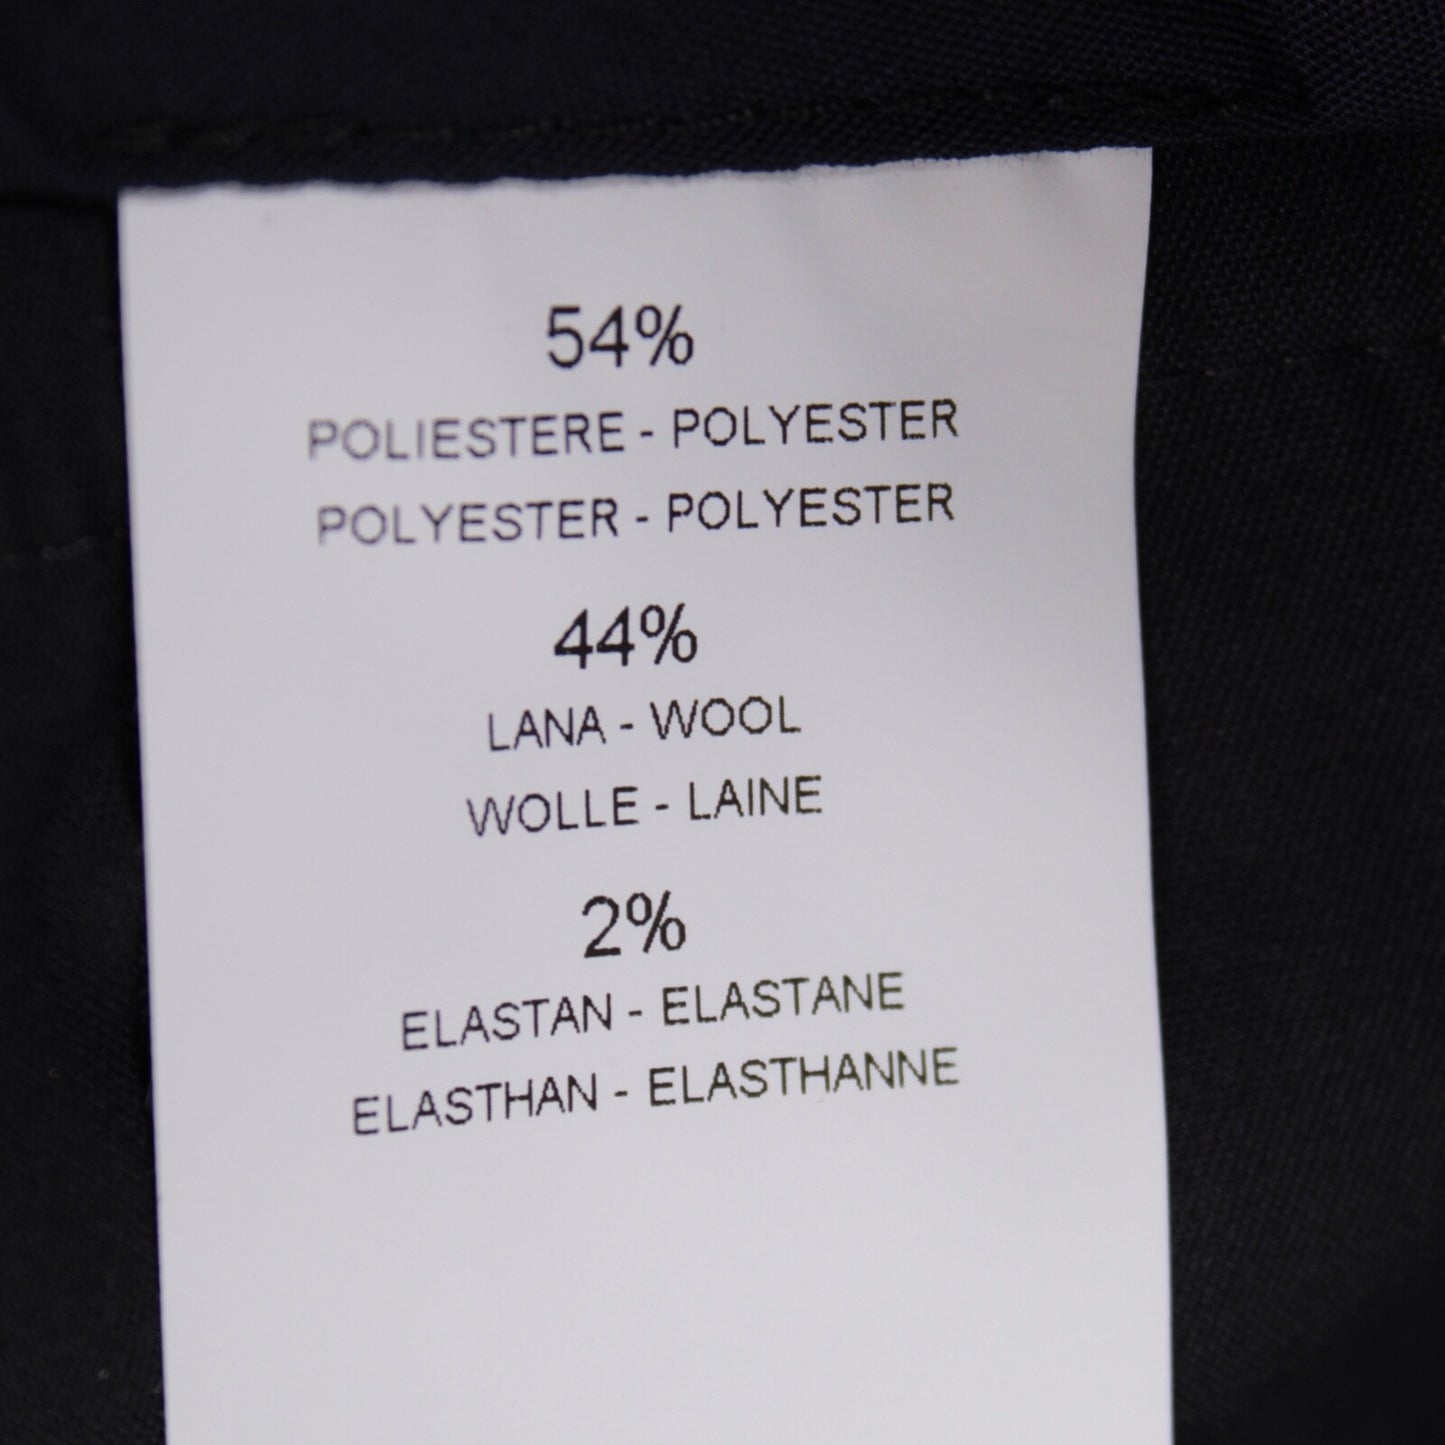 54%
POLIESTERE - POLYESTER
POLYESTER - POLYESTER
44%
LANA - WOOL
WOLLE - LAINE
2%
ELASTAN - ELASTANE
ELASTHAN - ELASTHANNE